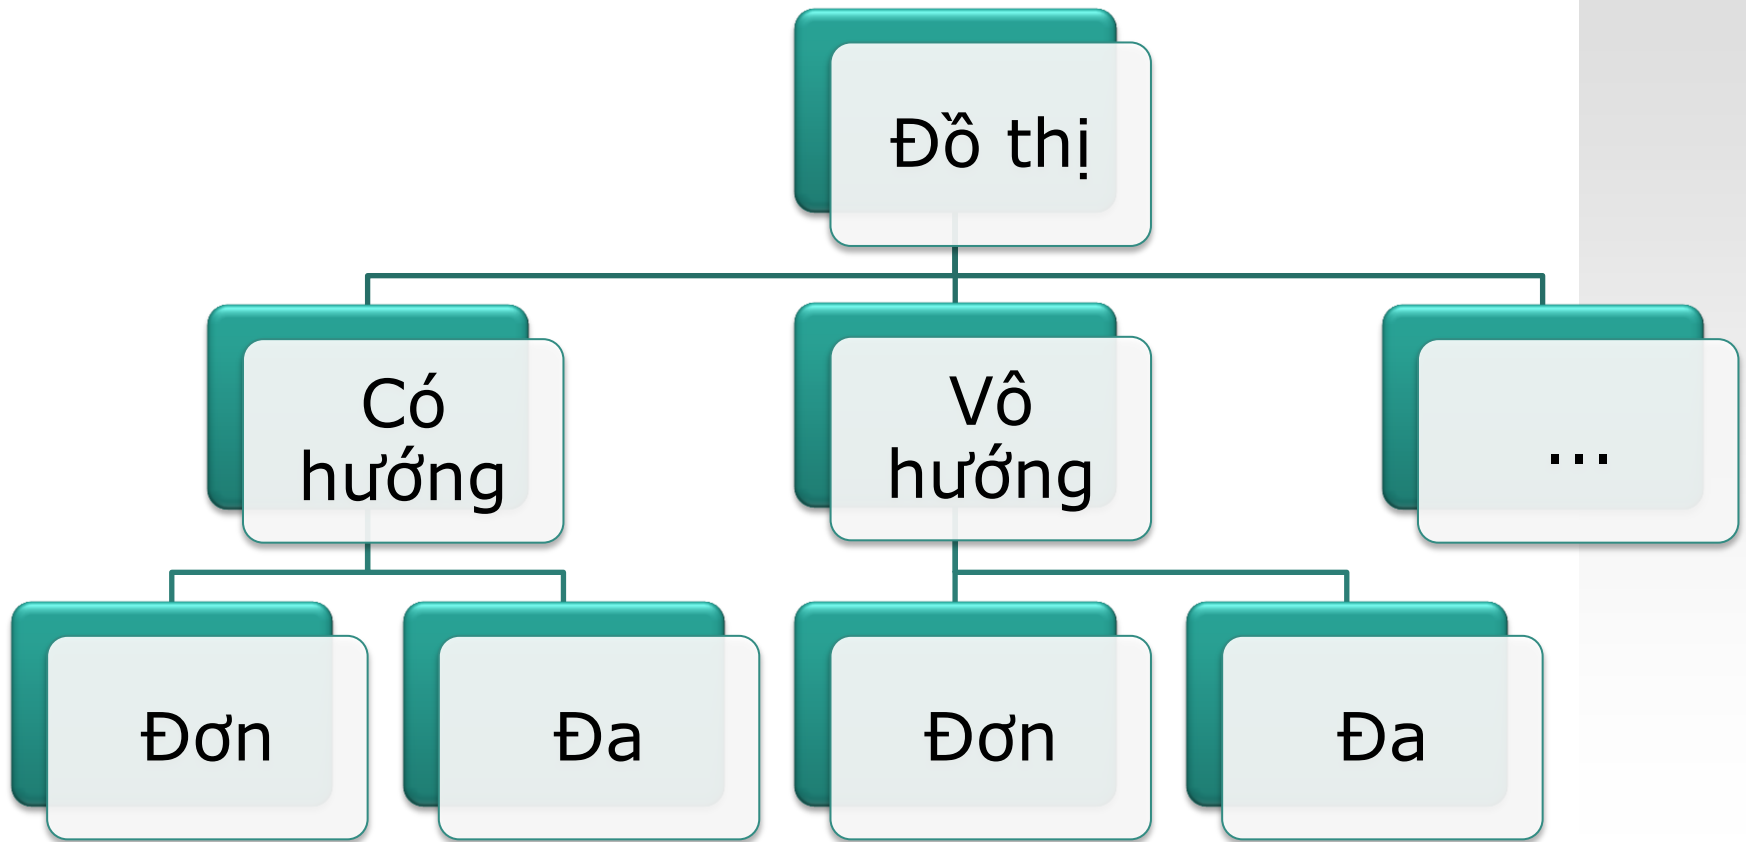 Đồ thị
Có
hướng
Vô
hướng
...
Đơn
Đa
Đơn
Đa